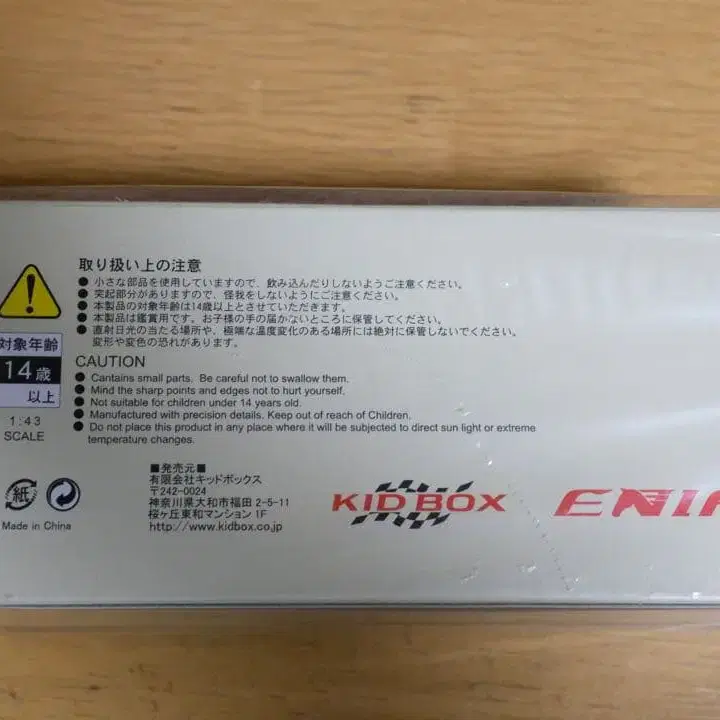 取り扱い上の注意
● 小さな部品を使用していますので、飲み込んだりしないようご注意ください。
● 突起部分がありますので、怪我をしないようにご注意ください。
● 本製品の対象年齢は14歳以上とさせていただきます。
● 本製品は鑑賞用です。お子様の手の届かないところに保管してください。
● 直射日光の当たる場所や、極端な温度変化のある場所には絶対に保管しないでください。
変形や変色の恐れがあります。
対象年齢
14歳
以上
1:43
SCALE
CAUTION
● Cantains small parts. Be careful not to swallow them.
● Mind the sharp points and edges not to hurt yourself.
● Not suitable for children under 14 years old.
● Manufactured with precision details. Keep out of reach of Children.
● Do not place this product in any place where it will be subjected to direct sun light or extreme
temperature changes.
紙
Made in China
■発売元■
有限会社キッドボックス
〒242-0024
神奈川県大和市福田 2-5-11
桜ヶ丘東和マンション 1F
http://www.kidbox.co.jp
KID BOX